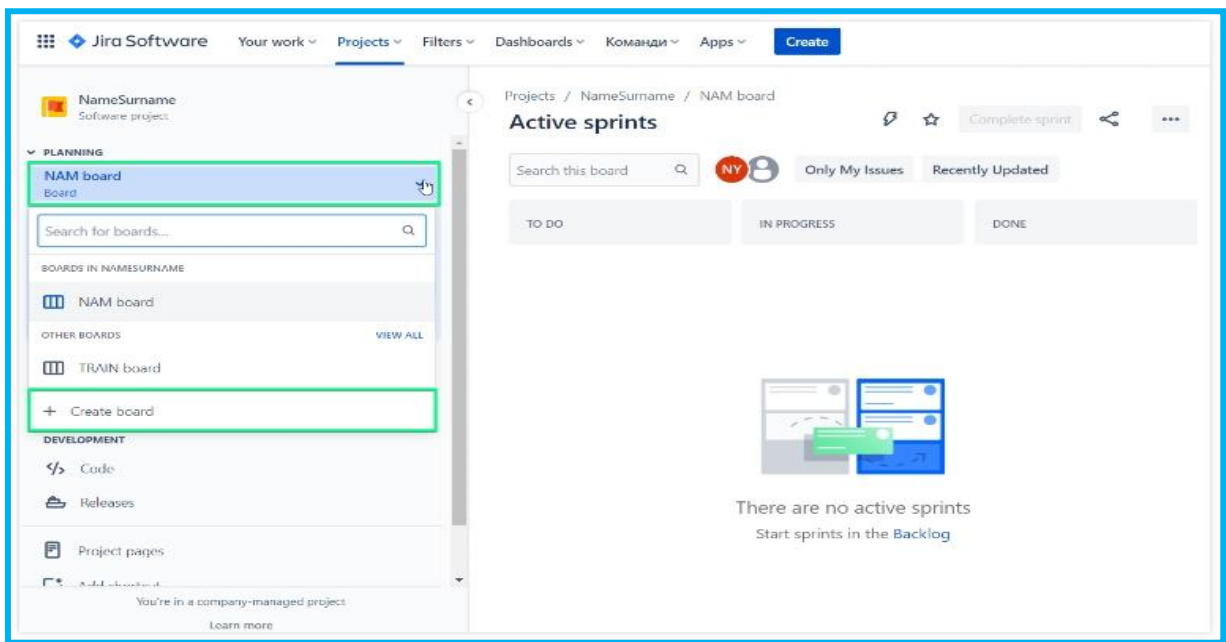 Jira Software Your work Projects Filters Dashboards Команди Apps Create
NameSurname
Software project
PLANNING
NAM board
Board
Search for boards...
BOARDS IN NAMESURNAME
NAM board
OTHER BOARDS VIEW ALL
TRAIN board
+ Create board
DEVELOPMENT
Code
Releases
Project pages
Add shortcut
You're in a company-managed project
Learn more
Projects / NameSurname / NAM board
Active sprints
Complete sprint
Search this board
NY
Only My Issues Recently Updated
TO DO IN PROGRESS DONE
There are no active sprints
Start sprints in the Backlog